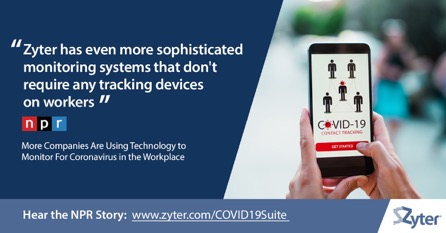 “Zyter has even more sophisticated
monitoring systems that don't
require any tracking devices
on workers”
npr
More Companies Are Using Technology to
Monitor For Coronavirus in the Workplace
COVID-19
CONTACT TRACKING
GET STARTED
Hear the NPR Story: www.zyter.com/COVID19Suite
Zyter